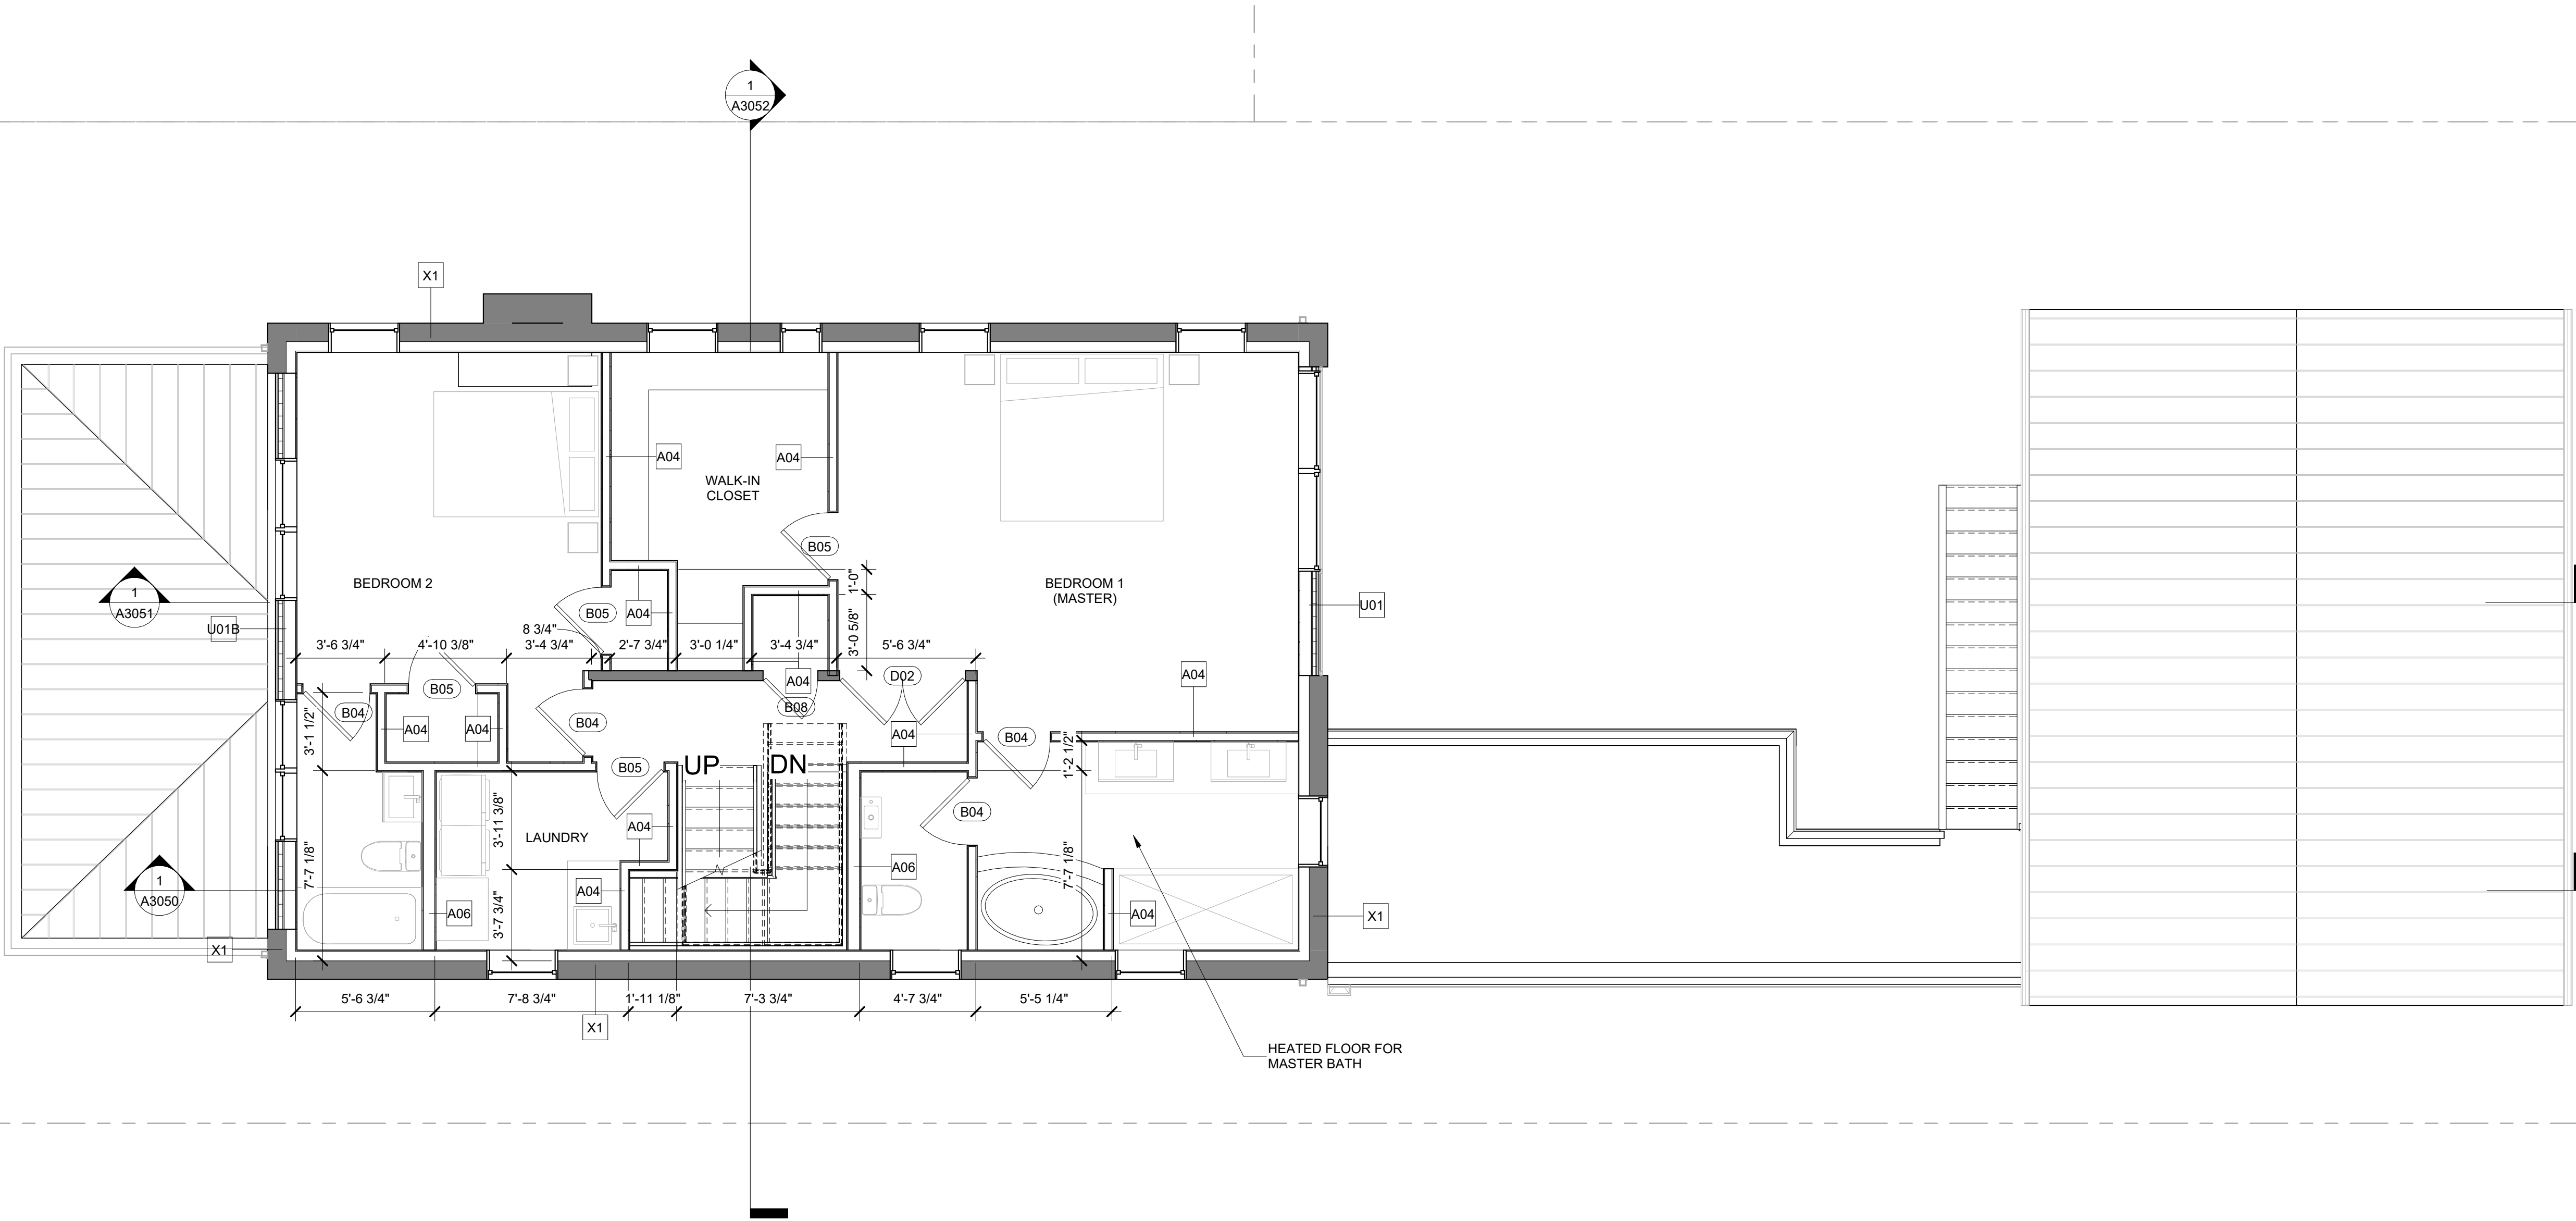 1
A3052
X1
A04
A04
WALK-IN
CLOSET
B05
1'-0"
BEDROOM 2
BEDROOM 1
(MASTER)
1
A3051
U01B
B05
A04
U01
8 3/4"
3'-0 5/8"
3'-6 3/4"
4'-10 3/8"
3'-4 3/4"
2'-7 3/4"
3'-0 1/4"
3'-4 3/4"
5'-6 3/4"
A04
D02
A04
B05
B04
B08
3'-1 1/2"
A04
A04
B04
A04
B04
1'-2 1/2"
B05
UP
DN
3'-11 3/8"
LAUNDRY
A04
B04
7'-7 1/8"
A06
7'-7 1/8"
1
A3050
A04
3'-7 3/4"
A06
A04
X1
X1
5'-6 3/4"
7'-8 3/4"
1'-11 1/8"
7'-3 3/4"
4'-7 3/4"
5'-5 1/4"
X1
HEATED FLOOR FOR
MASTER BATH